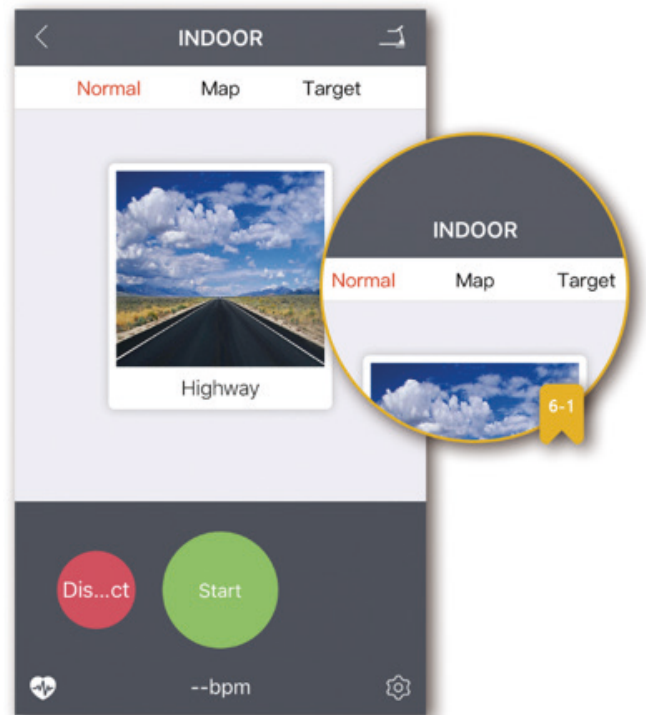 INDOOR
Normal Map Target
Highway
Dis...ct Start
--bpm
INDOOR
Normal Map Target
6-1